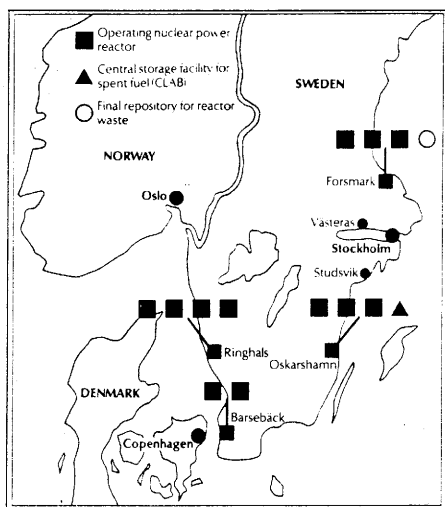 Operating nuclear power
reactor
Central storage facility for
spent fuel (CLAB)
Final repository for reactor
waste
SWEDEN
NORWAY
Oslo
Forsmark
Västeras
Stockholm
Studsvik
Ringhals
Oskarshamn
DENMARK
Barsebäck
Copenhagen